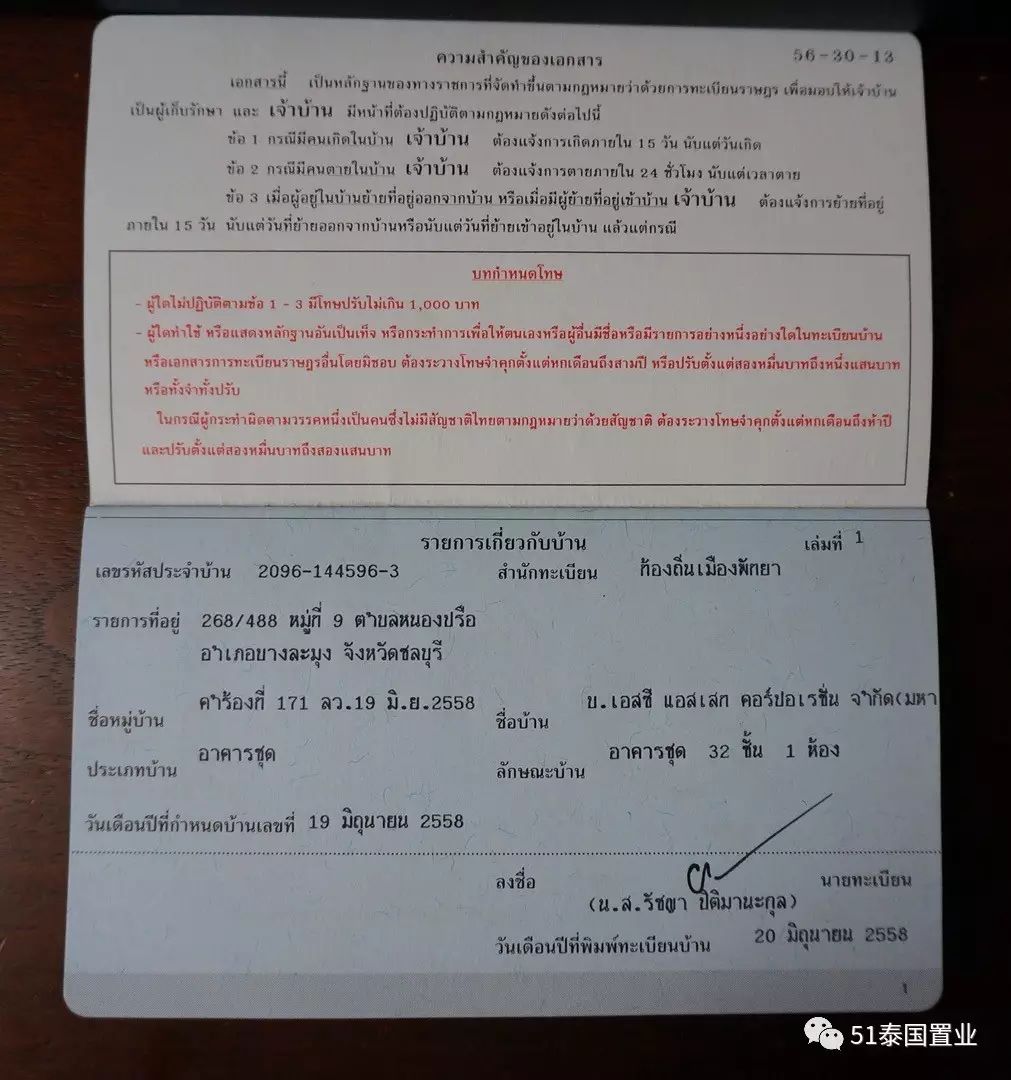 ความสำคัญของเอกสาร
56-30-13
เอกสารนี้ เป็นหลักฐานของทางราชการที่จัดทำขึ้นตามกฎหมายว่าด้วยการทะเบียนราษฎร เพื่อมอบให้เจ้าบ้าน
เป็นผู้เก็บรักษา และ เจ้าบ้าน มีหน้าที่ต้องปฏิบัติตามกฎหมายดังต่อไปนี้
ข้อ 1 กรณีมีคนเกิดในบ้าน เจ้าบ้าน ต้องแจ้งการเกิดภายใน 15 วัน นับแต่วันเกิด
ข้อ 2 กรณีมีคนตายในบ้าน เจ้าบ้าน ต้องแจ้งการตายภายใน 24 ชั่วโมง นับแต่เวลาตาย
ข้อ 3 เมื่อผู้อยู่ในบ้านย้ายที่อยู่ออกจากบ้าน หรือเมื่อมีผู้ย้ายที่อยู่เข้าบ้าน เจ้าบ้าน ต้องแจ้งการย้ายที่อยู่
ภายใน 15 วัน นับแต่วันที่ย้ายออกจากบ้านหรือนับแต่วันที่ย้ายเข้าอยู่ในบ้าน แล้วแต่กรณี
บทกำหนดโทษ
- ผู้ใดไม่ปฏิบัติตามข้อ 1 - 3 มีโทษปรับไม่เกิน 1,000 บาท
- ผู้ใดทำใช้ หรือแสดงหลักฐานอันเป็นเท็จ หรือกระทำการเพื่อให้ตนเองหรือผู้อื่นมีชื่อหรือมีรายการอย่างหนึ่งอย่างใดในทะเบียนบ้าน
หรือเอกสารการทะเบียนราษฎรอื่นโดยมิชอบ ต้องระวางโทษจำคุกตั้งแต่หกเดือนถึงสามปี หรือปรับตั้งแต่สองหมื่นบาทถึงหนึ่งแสนบาท
หรือทั้งจำทั้งปรับ
ในกรณีผู้กระทำผิดตามวรรคหนึ่งเป็นคนซึ่งไม่มีสัญชาติไทยตามกฎหมายว่าด้วยสัญชาติ ต้องระวางโทษจำคุกตั้งแต่หกเดือนถึงห้าปี
และปรับตั้งแต่สองหมื่นบาทถึงสองแสนบาท
รายการเกี่ยวกับบ้าน เล่มที่ 1
เลขรหัสประจำบ้าน 2096-144596-3 สำนักทะเบียน ท้องถิ่นเมืองพัทยา
รายการที่อยู่ 268/488 หมู่ที่ 9 ตำบลหนองปรือ
อำเภอบางละมุง จังหวัดชลบุรี
ชื่อหมู่บ้าน คำร้องที่ 171 ลว.19 มิ.ย.2558 ชื่อบ้าน บ.เอสซี แอสเสท คอร์ปอเรชั่น จำกัด(มหา
ประเภทบ้าน อาคารชุด ลักษณะบ้าน อาคารชุด 32 ชั้น 1 ห้อง
วันเดือนปีที่กำหนดบ้านเลขที่ 19 มิถุนายน 2558
ลงชื่อ นายทะเบียน
(น.ส.รัชญา ปิติมานะกุล)
วันเดือนปีที่พิมพ์ทะเบียนบ้าน 20 มิถุนายน 2558
1
51泰国置业